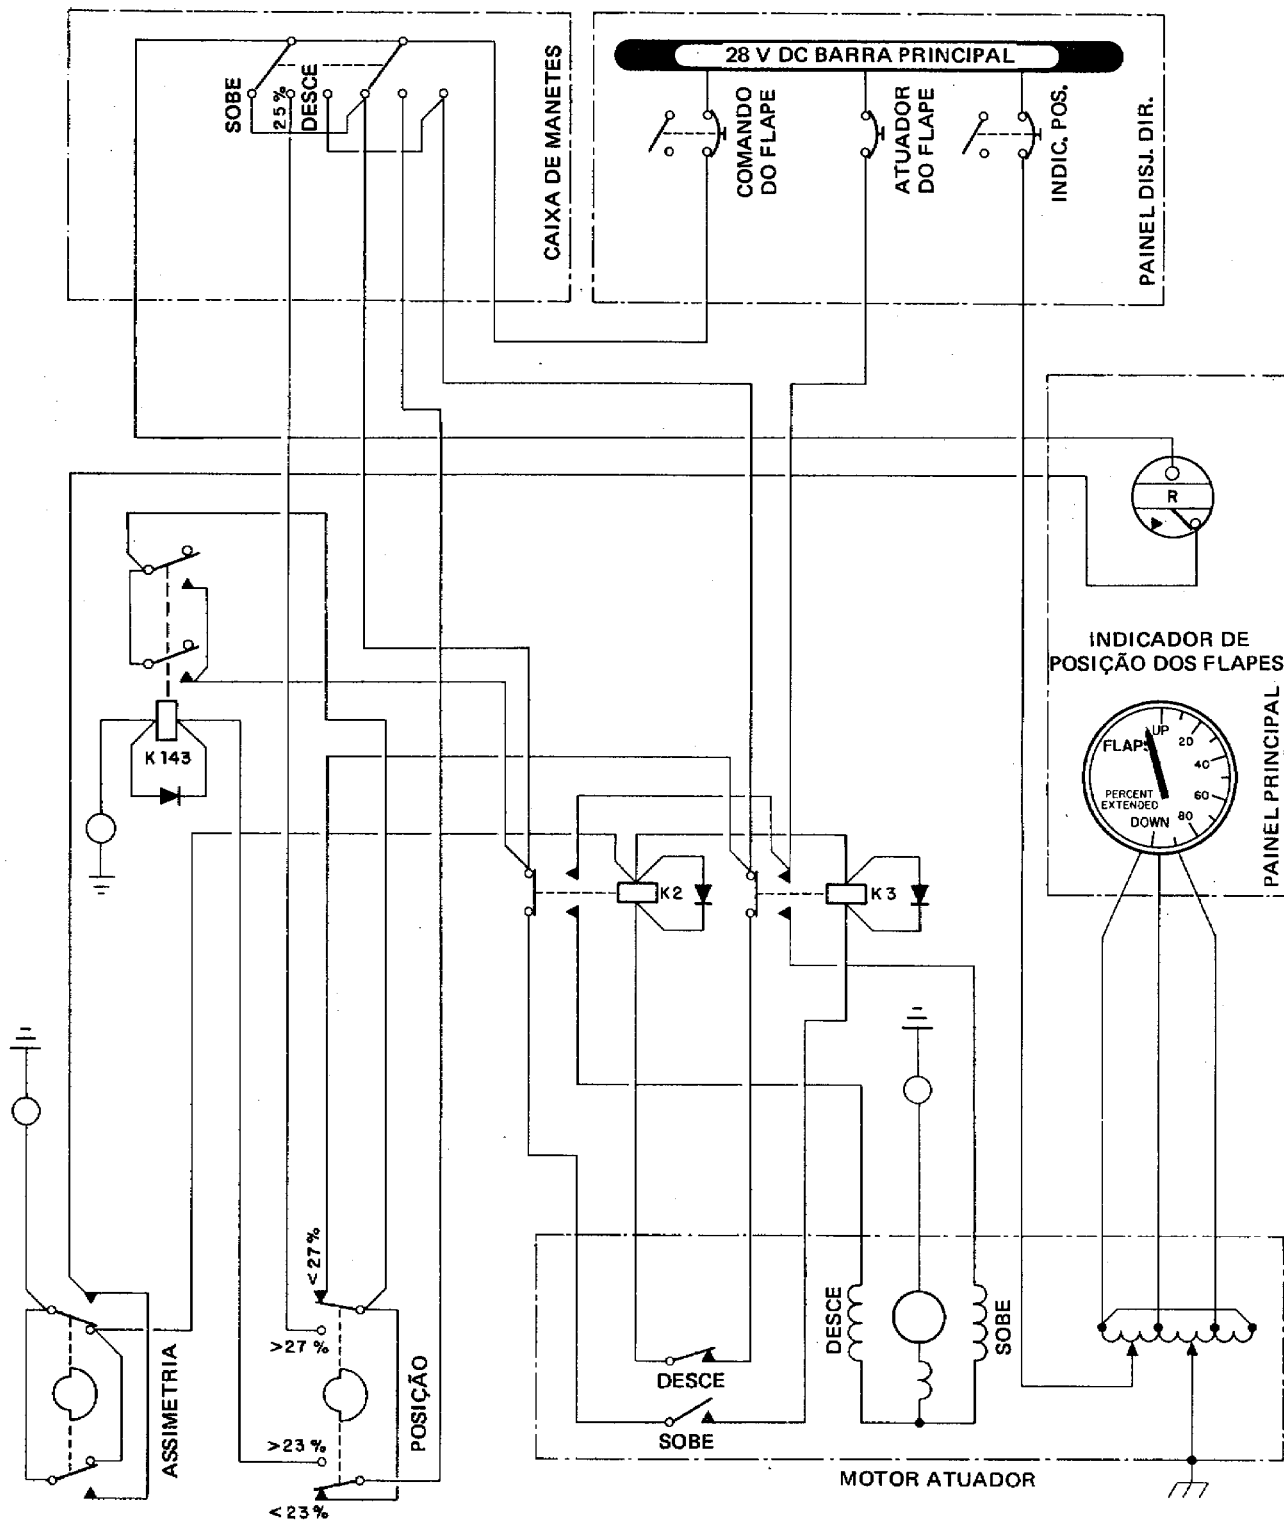 28 V DC BARRA PRINCIPAL
SOBE
25 %
DESCE
CAIXA DE MANETES
COMANDO
DO FLAPE
ATUADOR
DO FLAPE
INDIC. POS.
PAINEL DISJ. DIR.
R
INDICADOR DE
POSIÇÃO DOS FLAPES
PAINEL PRINCIPAL
UP
FLAPS
20
40
60
80
PERCENT
EXTENDED
DOWN
K 143
K2
K3
< 27 %
>27 %
>23 %
<23 %
ASSIMETRIA
POSIÇÃO
DESCE
SOBE
DESCE
SOBE
MOTOR ATUADOR